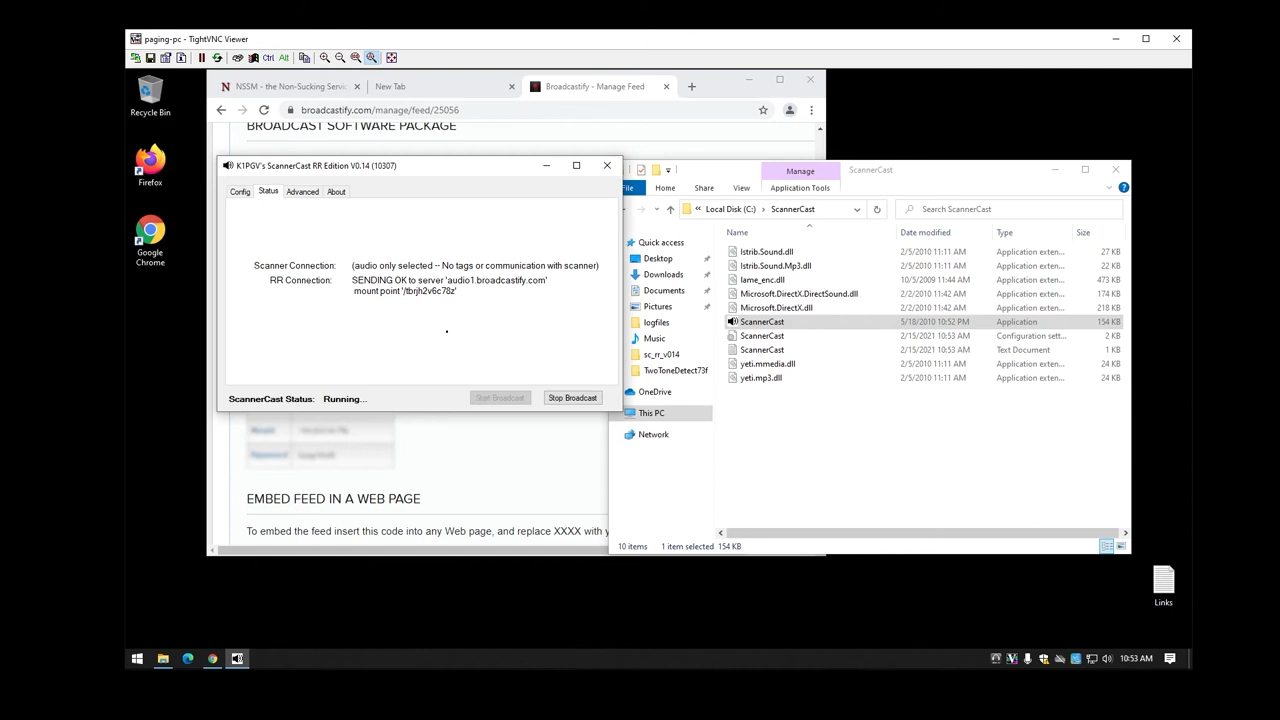 paging-pc - TightVNC Viewer
Ctrl Alt
Recycle Bin
Firefox
Google
Chrome
NSSM - the Non-Sucking Servic
New Tab
Broadcastify - Manage Feed
broadcastify.com/manage/feed/25056
BROADCAST SOFTWARE PACKAGE
K1PGV's ScannerCast RR Edition V0.14 (10307)
Config Status Advanced About
Scanner Connection: (audio only selected -- No tags or communication with scanner)
RR Connection: SENDING OK to server 'audio1.broadcastify.com'
mount point '/tbrjh2v6c78z'
ScannerCast Status: Running...
Start Broadcast
Stop Broadcast
EMBED FEED IN A WEB PAGE
To embed the feed insert this code into any Web page, and replace XXXX with y
Manage
ScannerCast
File Home Share View Application Tools
« Local Disk (C:) > ScannerCast
Search ScannerCast
Quick access
Desktop
Downloads
Documents
Pictures
logfiles
Music
sc_rr_v014
TwoToneDetect73f
OneDrive
This PC
Network
Name Date modified Type Size
Istrib.Sound.dll 2/5/2010 11:11 AM Application exten... 27 KB
Istrib.Sound.Mp3.dll 2/5/2010 11:11 AM Application exten... 22 KB
lame_enc.dll 10/5/2009 11:44 AM Application exten... 473 KB
Microsoft.DirectX.DirectSound.dll 2/2/2010 11:42 AM Application exten... 174 KB
Microsoft.DirectX.dll 2/2/2010 11:42 AM Application exten... 218 KB
ScannerCast 5/18/2010 10:52 PM Application 154 KB
ScannerCast 2/15/2021 10:53 AM Configuration sett... 2 KB
ScannerCast 2/15/2021 10:53 AM Text Document 1 KB
yeti.mmedia.dll 2/5/2010 11:11 AM Application exten... 24 KB
yeti.mp3.dll 2/5/2010 11:11 AM Application exten... 24 KB
10 items 1 item selected 154 KB
Links
10:53 AM